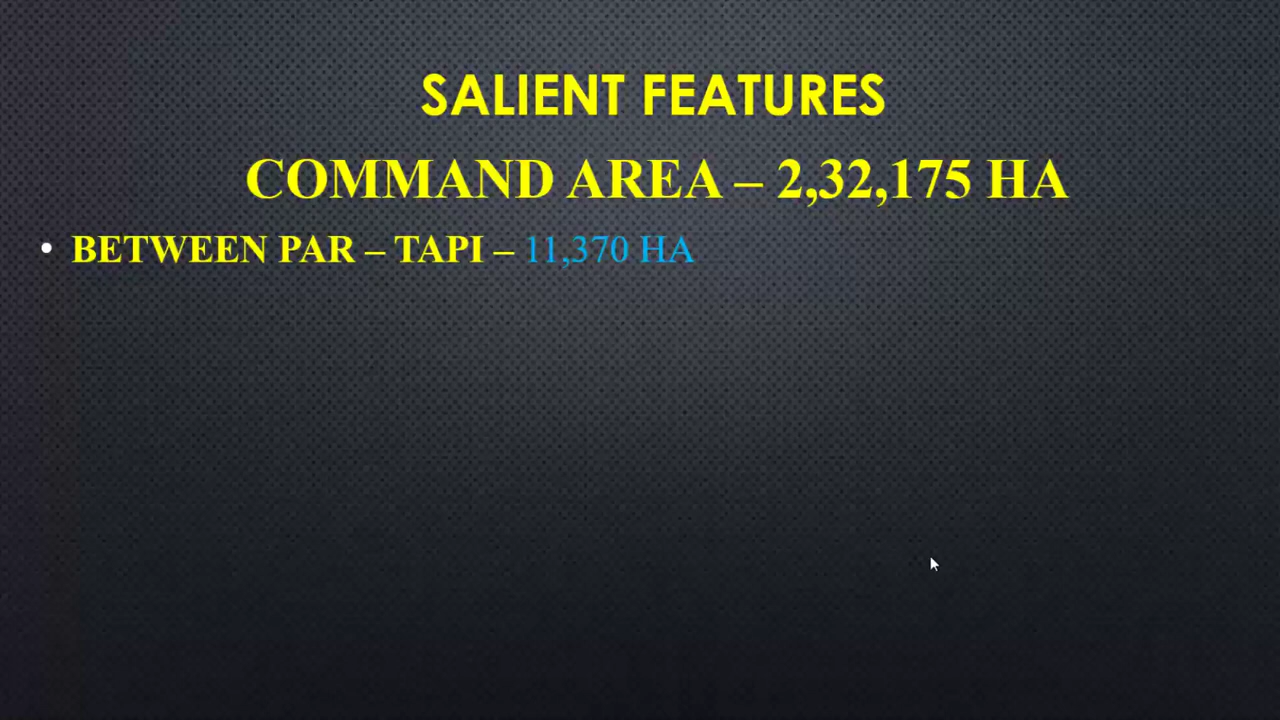 SALIENT FEATURES
COMMAND AREA – 2,32,175 HA
• BETWEEN PAR – TAPI – 11,370 HA